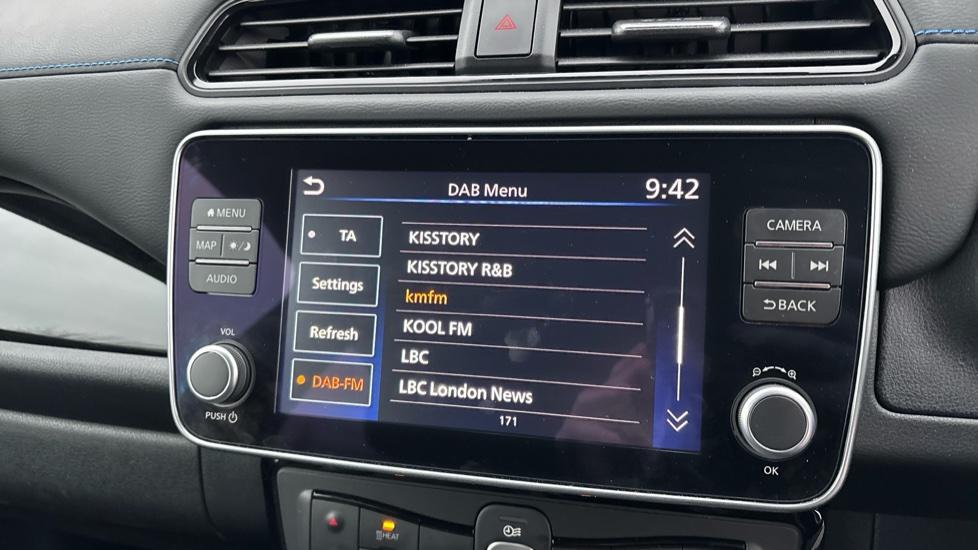 DAB Menu 9:42
MENU
MAP
AUDIO
VOL
PUSH
TA
Settings
Refresh
DAB-FM
KISSTORY
KISSTORY R&B
kmfm
KOOL FM
LBC
LBC London News
171
CAMERA
BACK
OK
HEAT